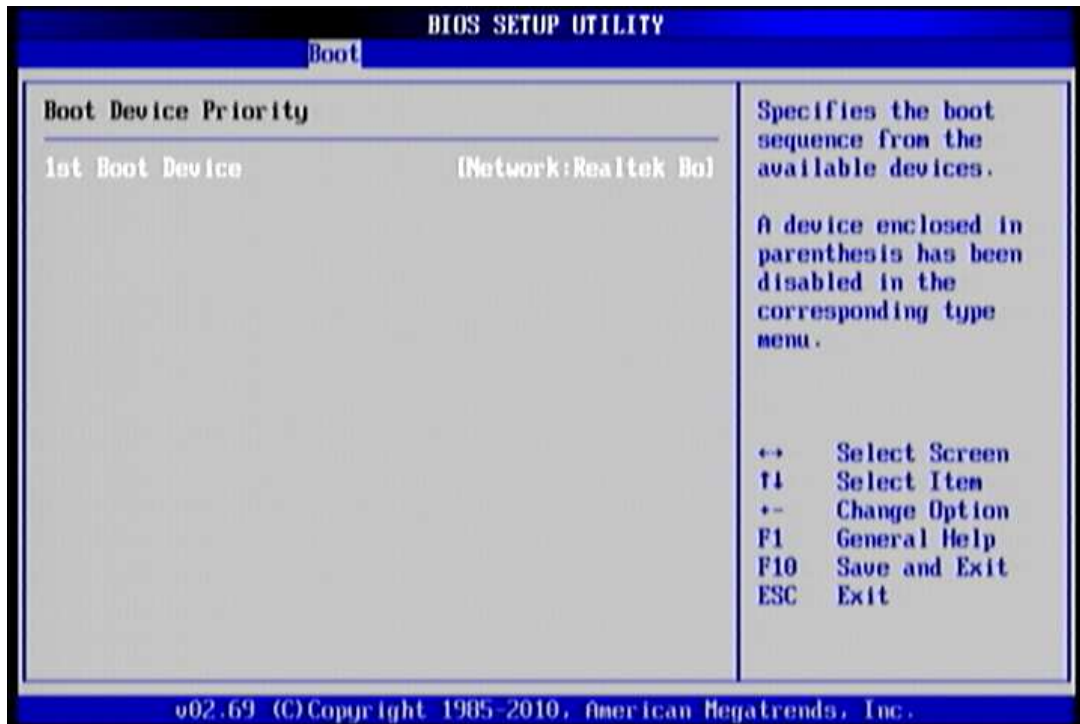 BIOS SETUP UTILITY
Boot
Boot Device Priority
1st Boot Device [Network:Realtek Bo]
Specifies the boot
sequence from the
available devices.
A device enclosed in
parenthesis has been
disabled in the
corresponding type
menu.
←→ Select Screen
↑↓ Select Item
+- Change Option
F1 General Help
F10 Save and Exit
ESC Exit
v02.69 (C)Copyright 1985-2010, American Megatrends, Inc.